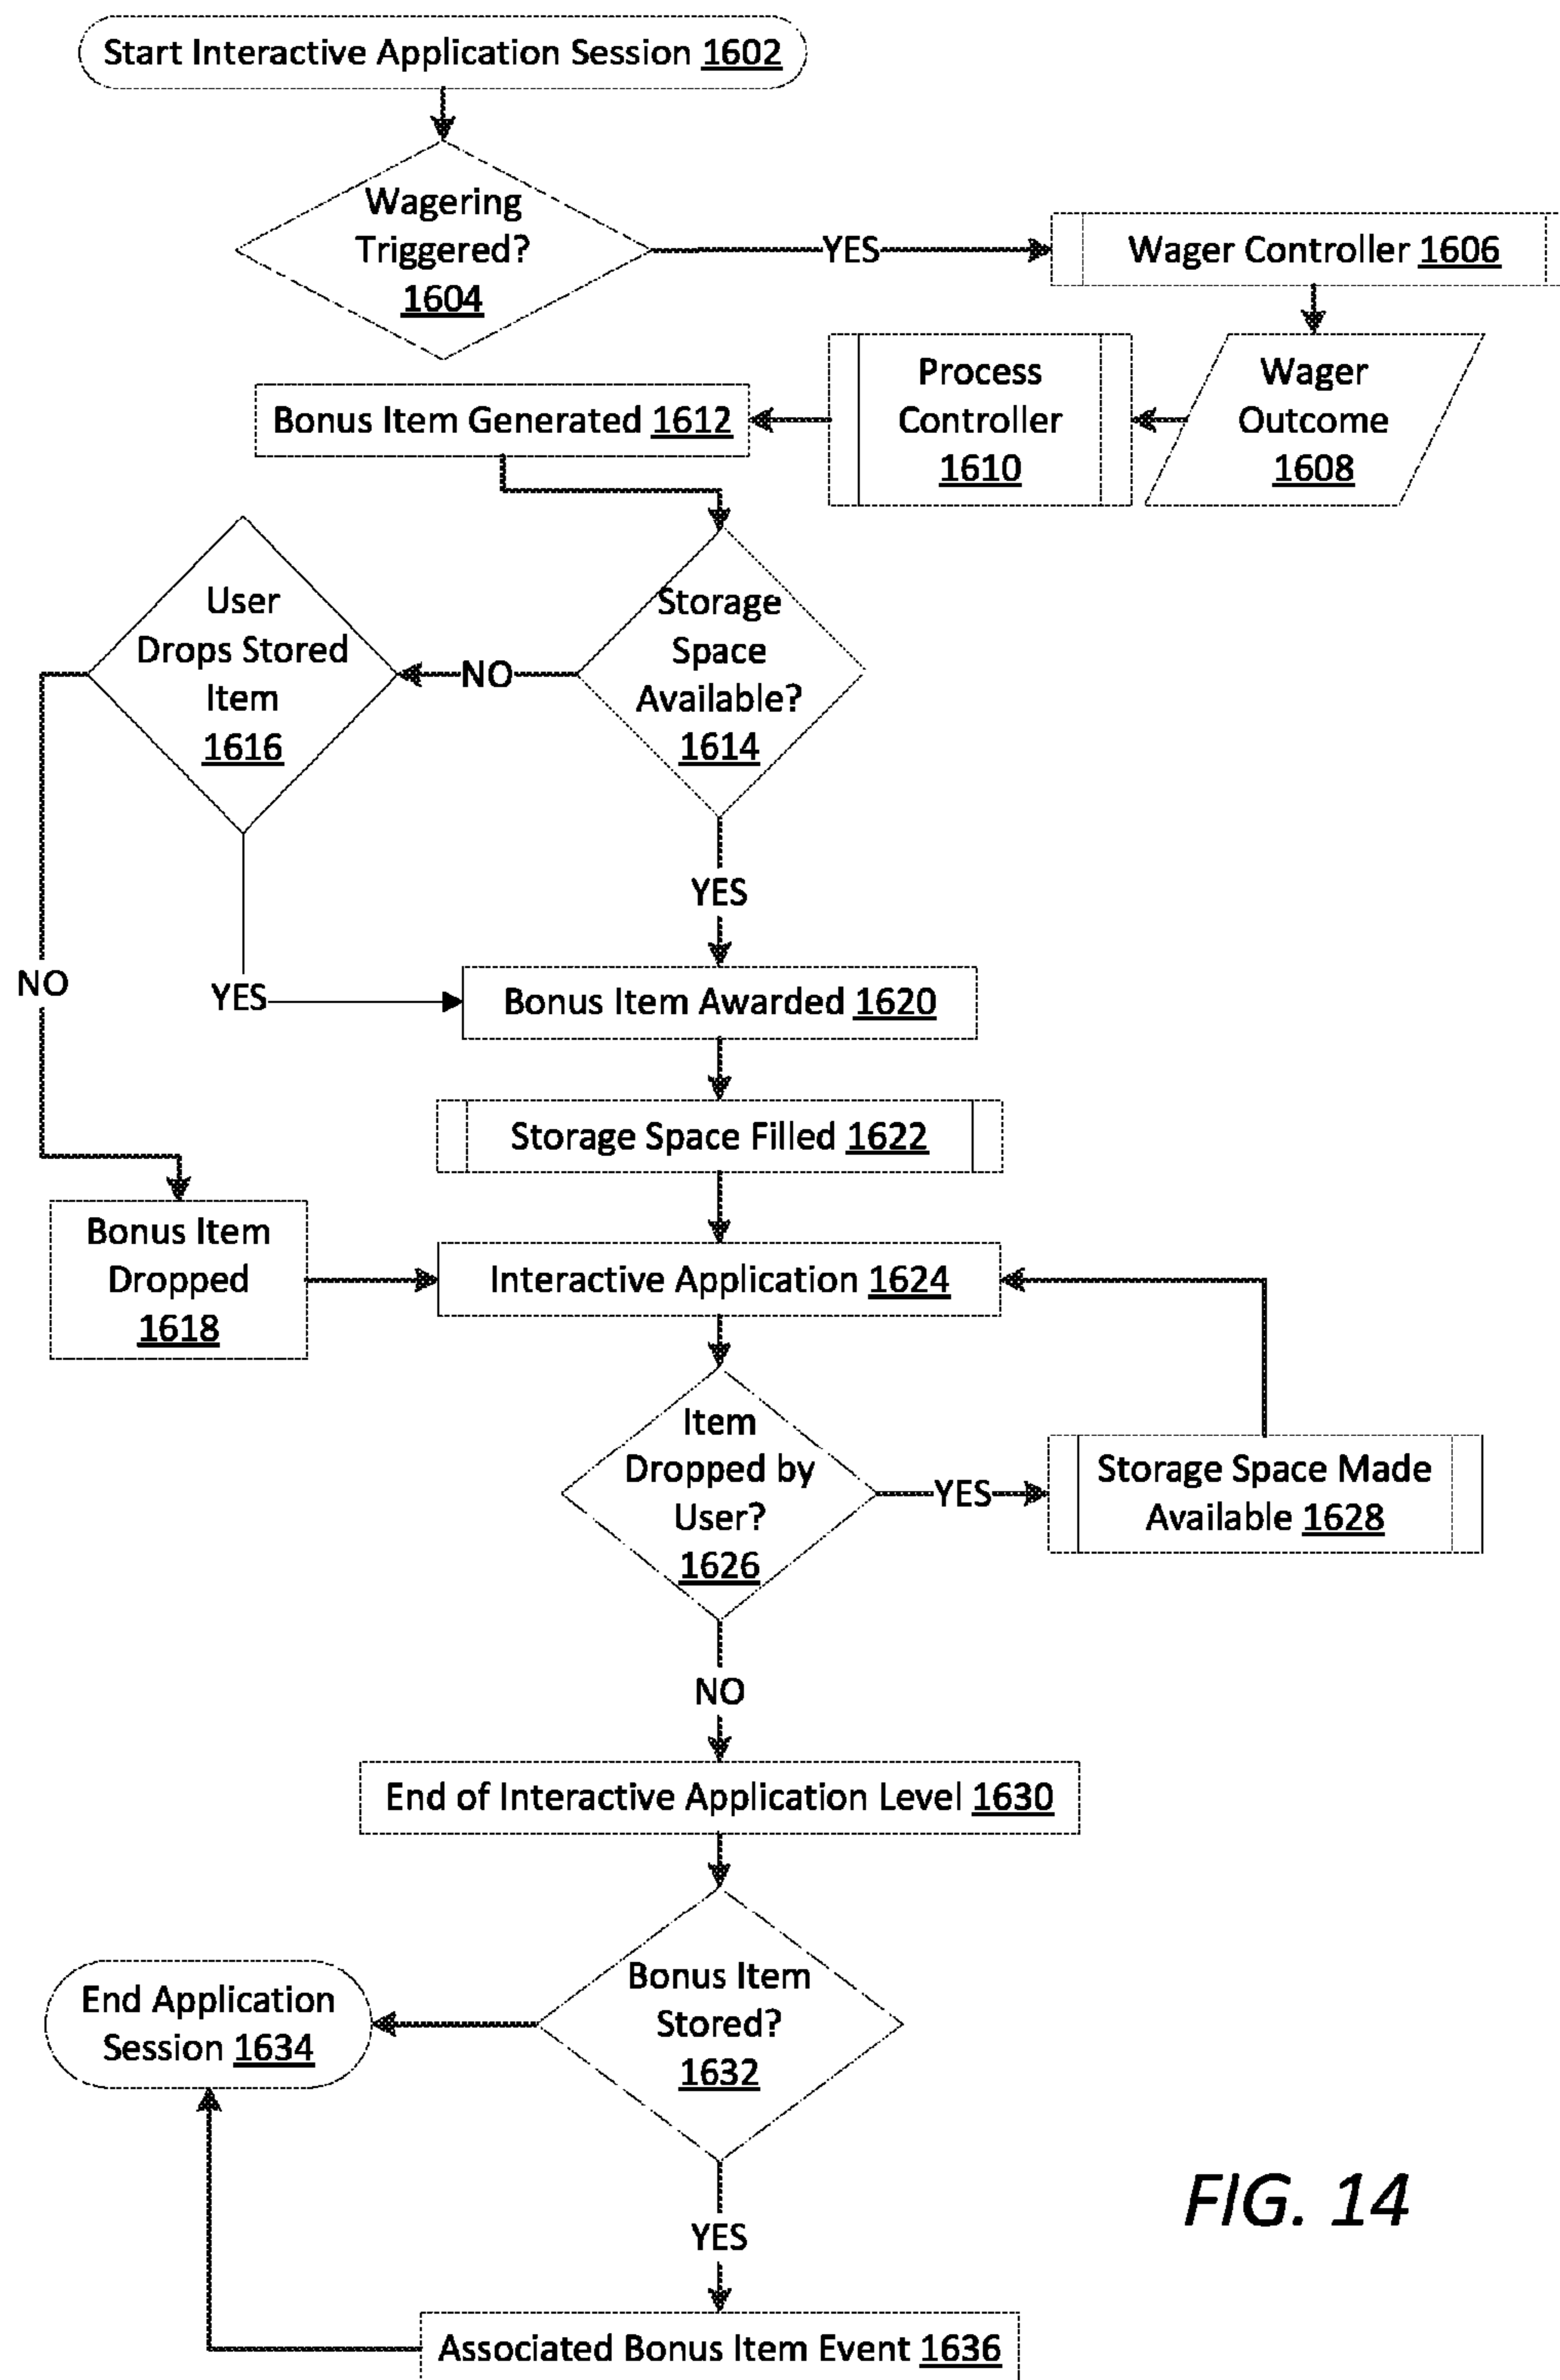 Start Interactive Application Session 1602
Wagering
Triggered?
1604
YES
Wager Controller 1606
Wager
Outcome
1608
Process
Controller
1610
Bonus Item Generated 1612
Storage
Space
Available?
1614
NO
User
Drops Stored
Item
1616
YES
NO
YES
Bonus Item Awarded 1620
Storage Space Filled 1622
Bonus Item
Dropped
1618
Interactive Application 1624
Item
Dropped by
User?
1626
YES
Storage Space Made
Available 1628
NO
End of Interactive Application Level 1630
Bonus Item
Stored?
1632
End Application
Session 1634
YES
Associated Bonus Item Event 1636
FIG. 14